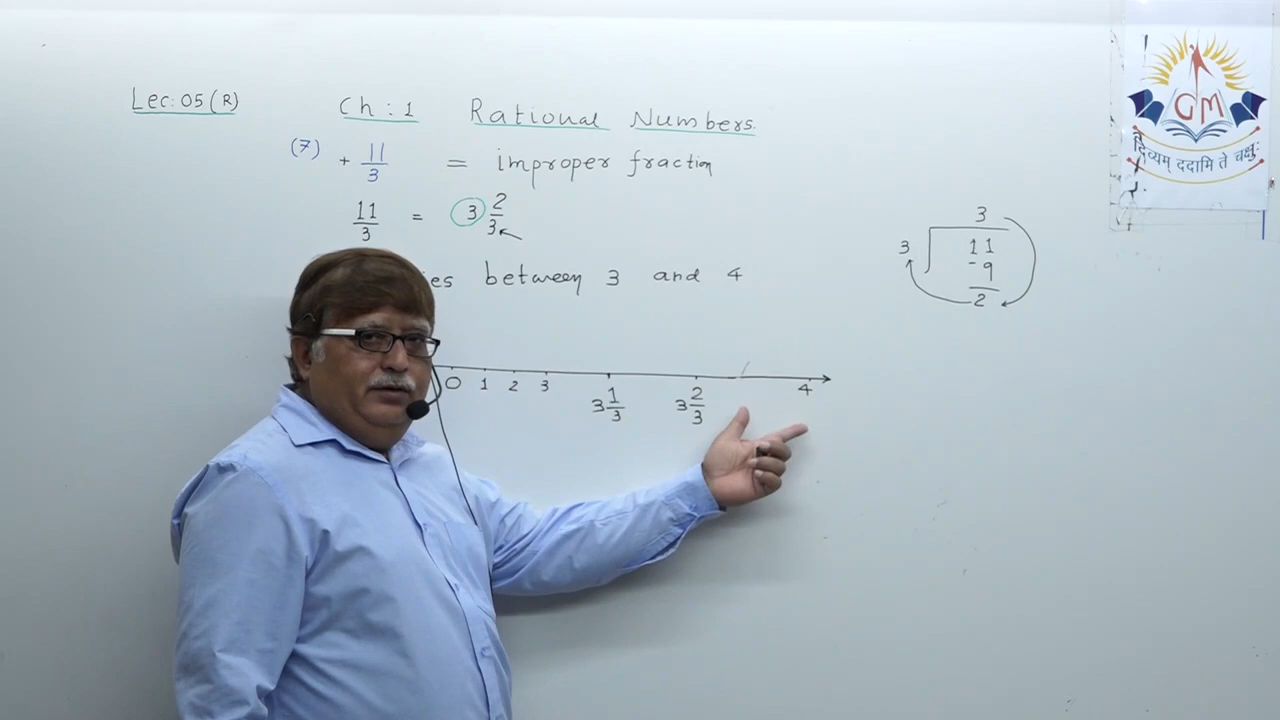 Lec: 05 (R)
Ch: 1 Rational Numbers
(7) + 11/3 = improper fraction
11/3 = 3 2/3
between 3 and 4
0 1 2 3 3 1/3 3 2/3 4
3
3 11
-9
2
GM
दिव्यम् ददामि ते चक्षुः